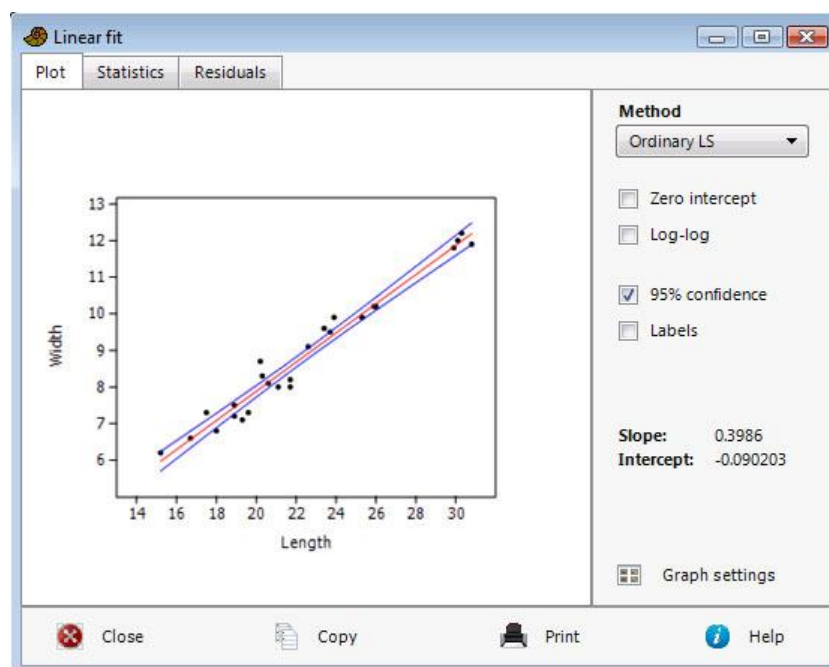 Linear fit
Plot Statistics Residuals
Method
Ordinary LS
Zero intercept
Log-log
95% confidence
Labels
Slope: 0.3986
Intercept: -0.090203
Graph settings
13
12
11
10
9
8
7
6
Width
14 16 18 20 22 24 26 28 30
Length
Close Copy Print Help